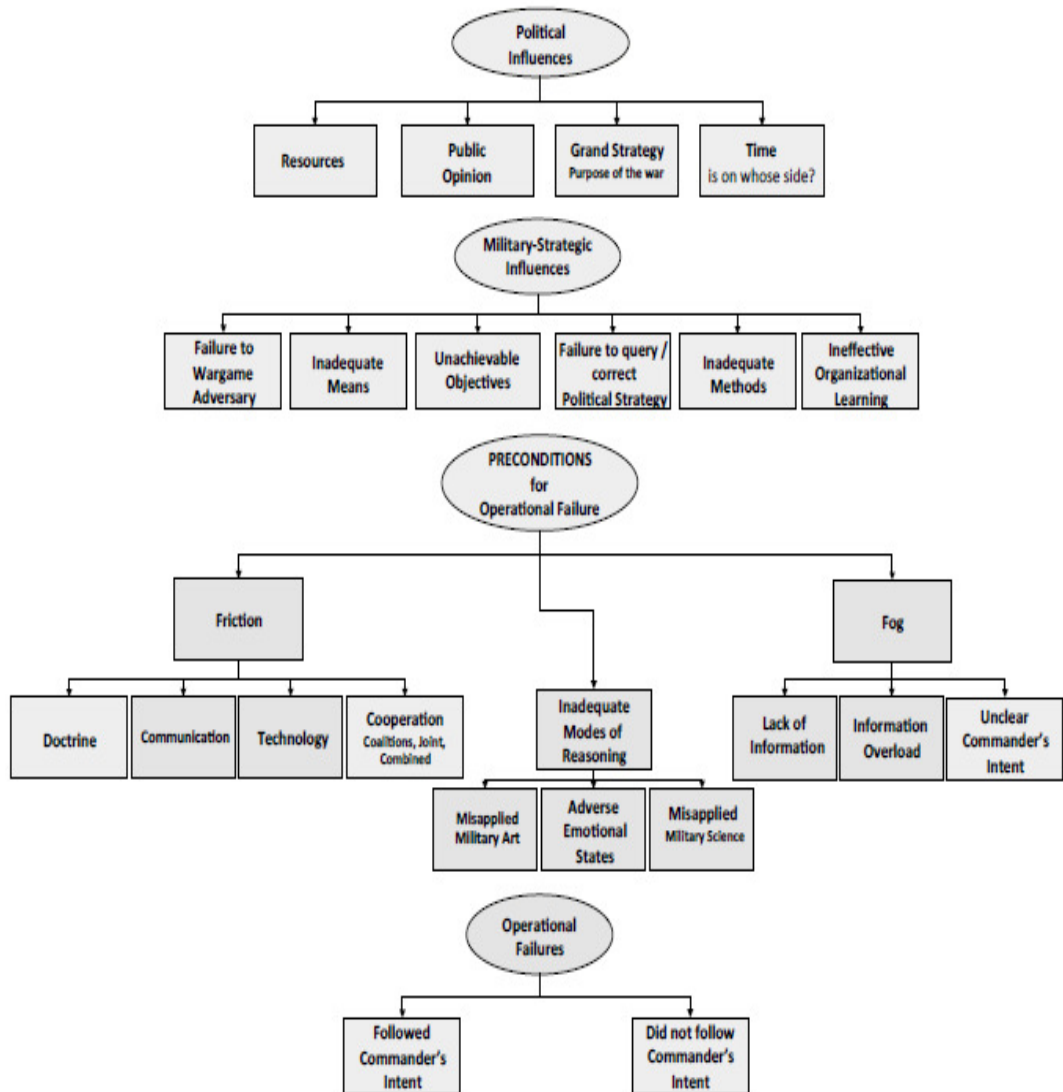 Political
Influences
Resources
Public
Opinion
Grand Strategy
Purpose of the war
Time
is on whose side?
Military-Strategic
Influences
Failure to
Wargame
Adversary
Inadequate
Means
Unachievable
Objectives
Failure to query /
correct
Political Strategy
Inadequate
Methods
Ineffective
Organizational
Learning
PRECONDITIONS
for
Operational Failure
Friction
Fog
Doctrine
Communication
Technology
Cooperation
Coalitions, Joint,
Combined
Inadequate
Modes of
Reasoning
Lack of
Information
Information
Overload
Unclear
Commander's
Intent
Misapplied
Military Art
Adverse
Emotional
States
Misapplied
Military Science
Operational
Failures
Followed
Commander's
Intent
Did not follow
Commander's
Intent